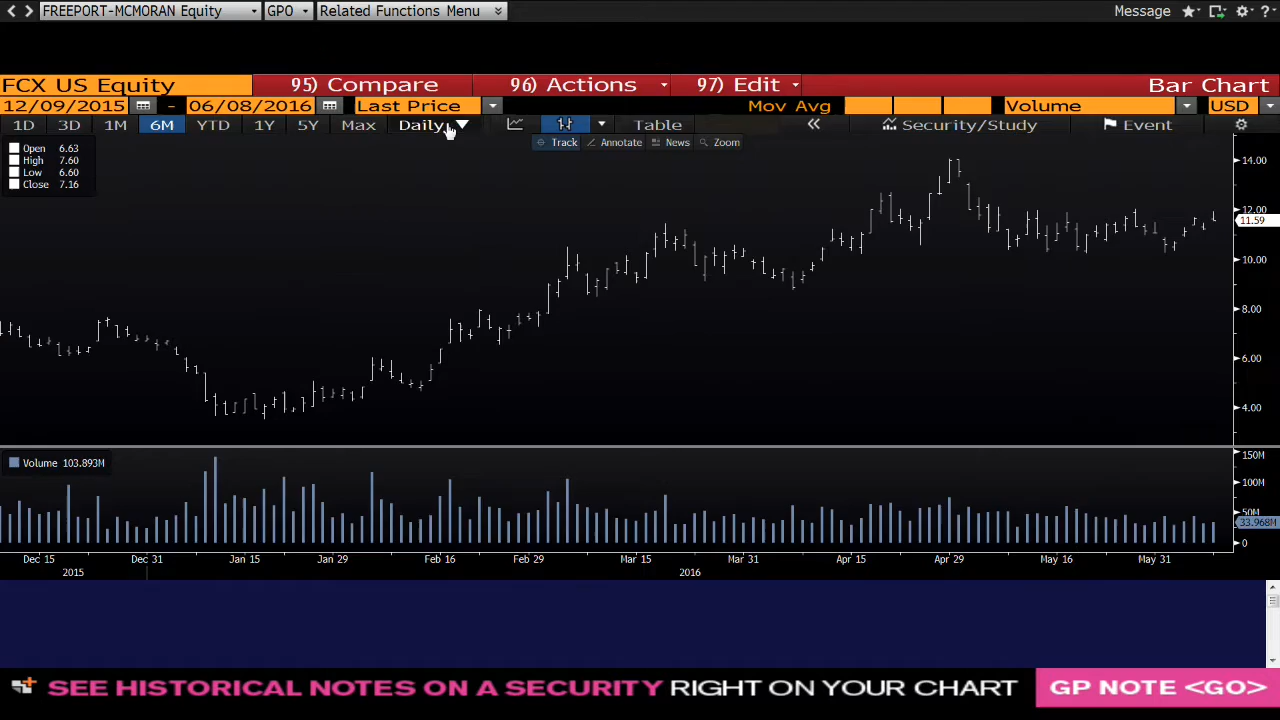 FREEPORT-MCMORAN Equity GPO Related Functions Menu Message
FCX US Equity 95) Compare 96) Actions 97) Edit Bar Chart
12/09/2015 - 06/08/2016 Last Price Mov Avg Volume USD
1D 3D 1M 6M YTD 1Y 5Y Max Daily Table Security/Study Event
Track Annotate News Zoom
Open 6.63
High 7.60
Low 6.60
Close 7.16
14.00
12.00
11.59
10.00
8.00
6.00
4.00
Volume 103.893M
150M
100M
50M
33.968M
0
Dec 15 Dec 31 Jan 15 Jan 29 Feb 16 Feb 29 Mar 15 Mar 31 Apr 15 Apr 29 May 16 May 31
2015 2016
SEE HISTORICAL NOTES ON A SECURITY RIGHT ON YOUR CHART GP NOTE <GO>